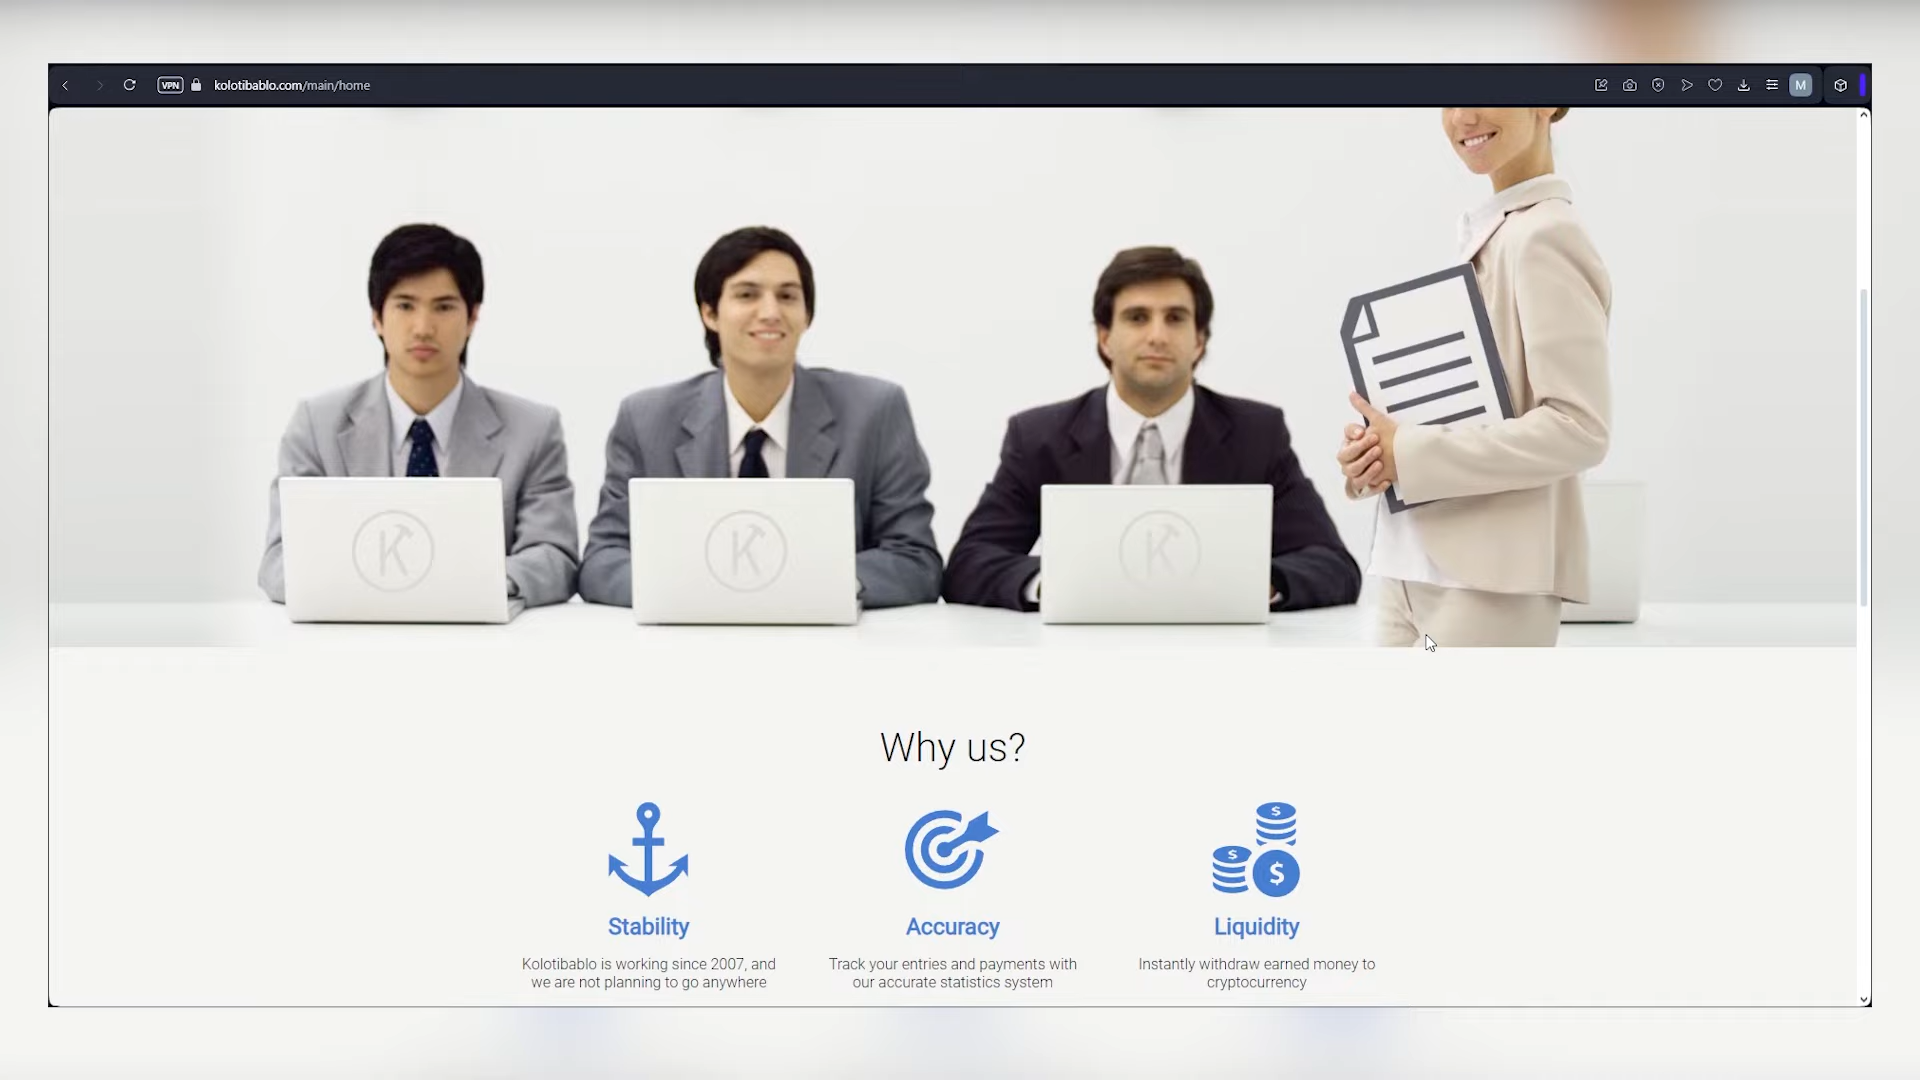 VPN
kolotibablo.com/main/home
M
K
K
K
Why us?
Stability
Accuracy
Liquidity
Kolotibablo is working since 2007, and
we are not planning to go anywhere
Track your entries and payments with
our accurate statistics system
Instantly withdraw earned money to
cryptocurrency